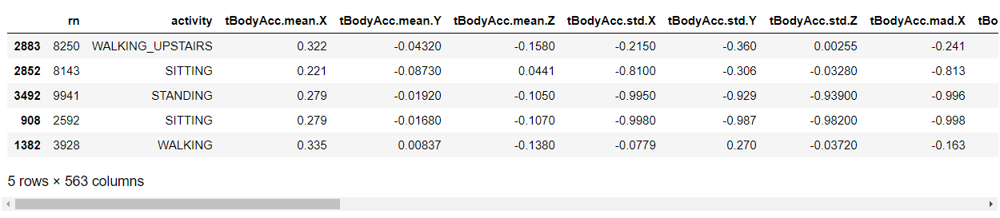 rn activity tBodyAcc.mean.X tBodyAcc.mean.Y tBodyAcc.mean.Z tBodyAcc.std.X tBodyAcc.std.Y tBodyAcc.std.Z tBodyAcc.mad.X tBo
2883 8250 WALKING_UPSTAIRS 0.322 -0.04320 -0.1580 -0.2150 -0.360 0.00255 -0.241
2852 8143 SITTING 0.221 -0.08730 0.0441 -0.8100 -0.306 -0.03280 -0.813
3492 9941 STANDING 0.279 -0.01920 -0.1050 -0.9950 -0.929 -0.93900 -0.996
908 2592 SITTING 0.279 -0.01680 -0.1070 -0.9980 -0.987 -0.98200 -0.998
1382 3928 WALKING 0.335 0.00837 -0.1380 -0.0779 0.270 -0.03720 -0.163
5 rows × 563 columns